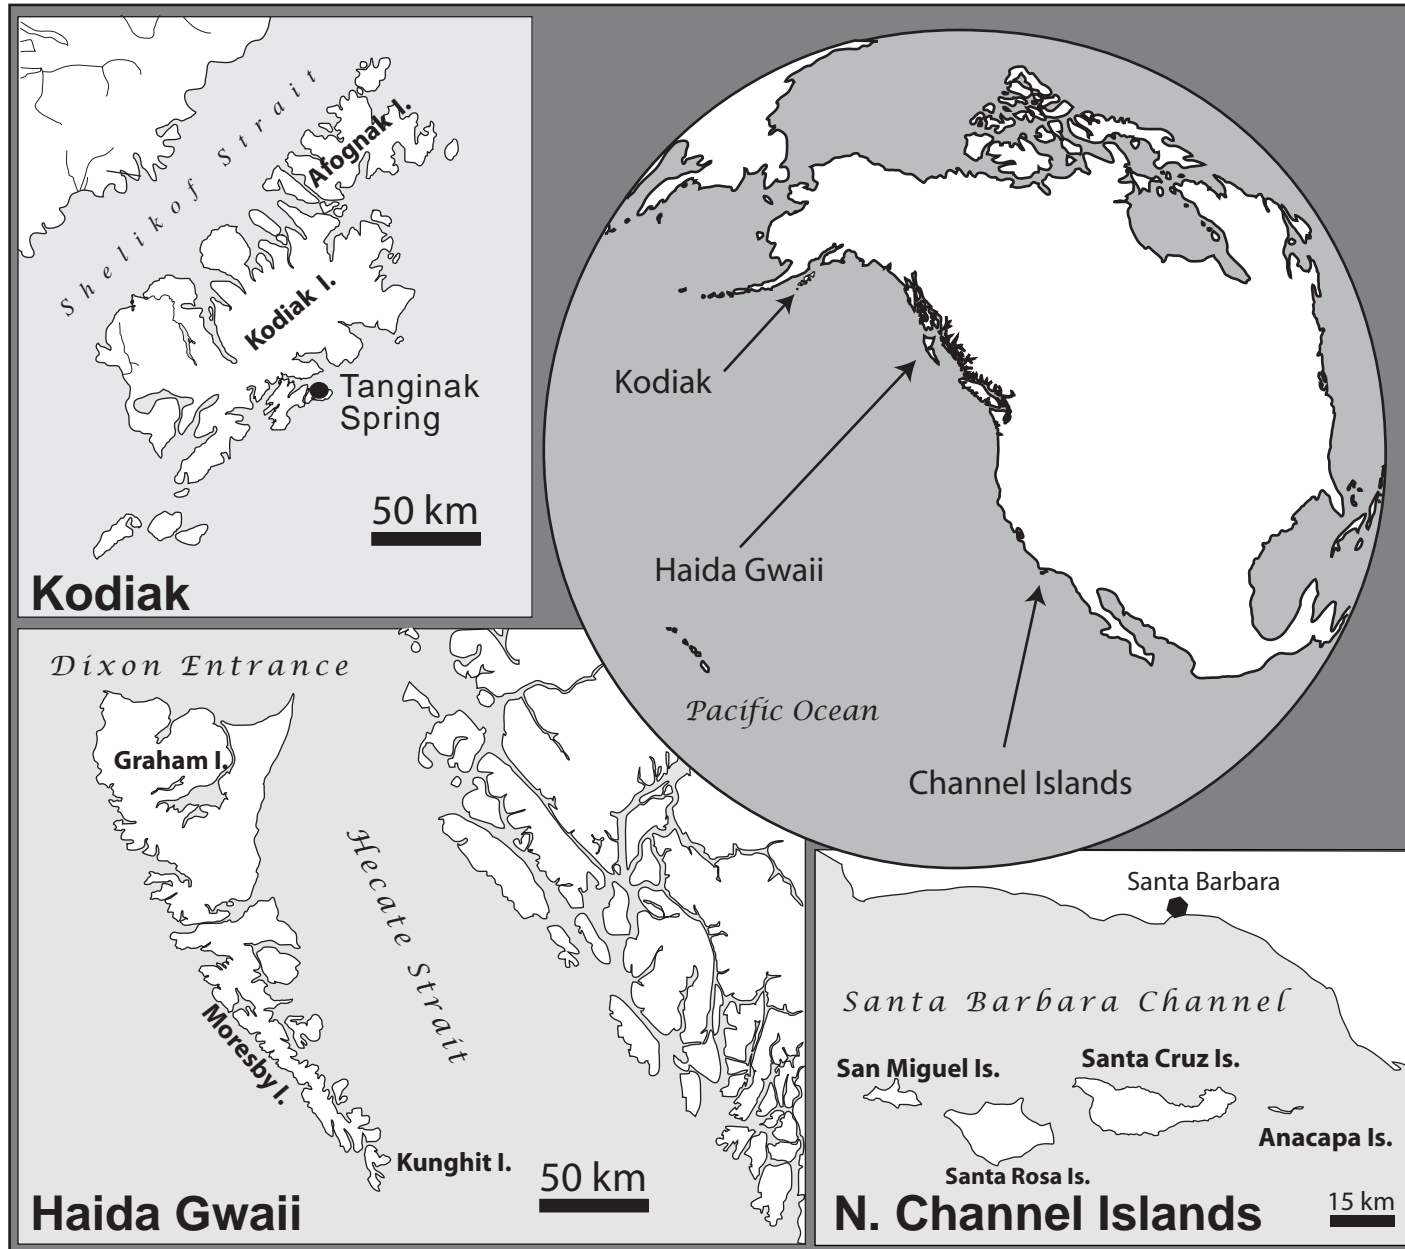 Shelikof Strait
Afognak I.
Kodiak I.
Tanginak
Spring
50 km
Kodiak
Kodiak
Haida Gwaii
Pacific Ocean
Channel Islands
Dixon Entrance
Graham I.
Hecate Strait
Moresby I.
Kunghit I.
50 km
Haida Gwaii
Santa Barbara
Santa Barbara Channel
San Miguel Is.
Santa Cruz Is.
Anacapa Is.
Santa Rosa Is.
15 km
N. Channel Islands